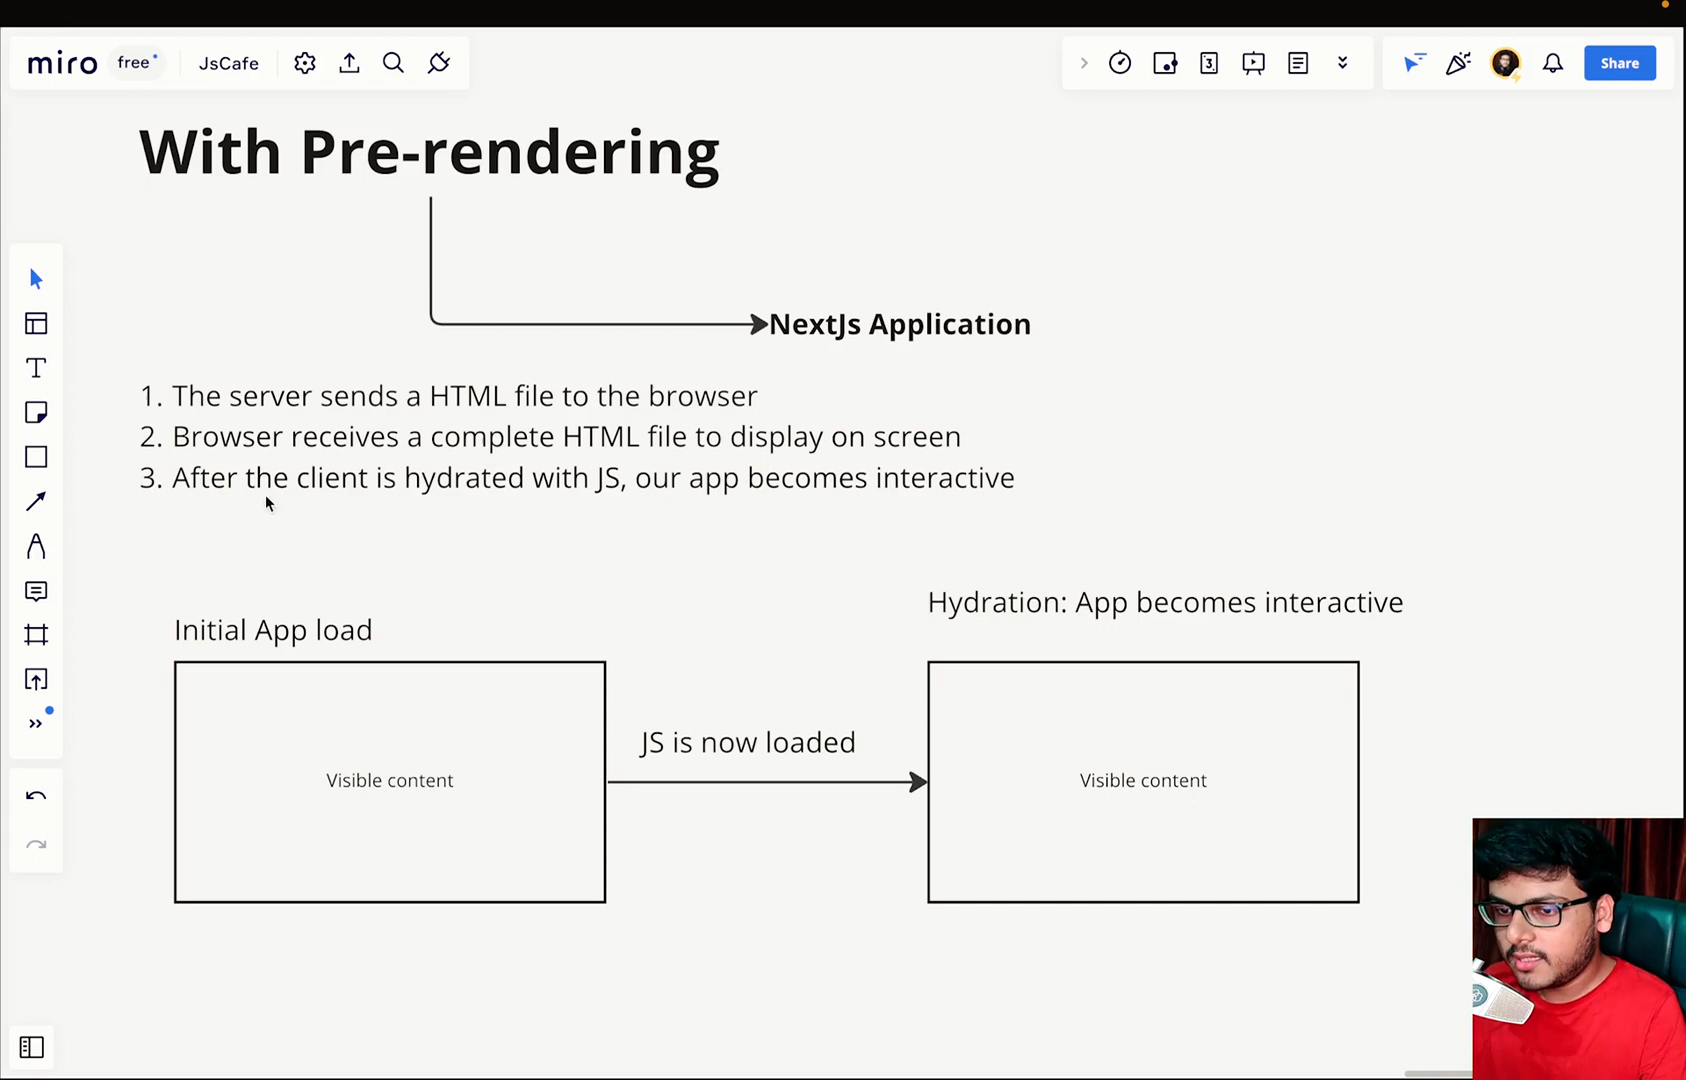 miro free JsCafe
3
Share
With Pre-rendering
NextJs Application
1. The server sends a HTML file to the browser
2. Browser receives a complete HTML file to display on screen
3. After the client is hydrated with JS, our app becomes interactive
Hydration: App becomes interactive
Initial App load
JS is now loaded
Visible content
Visible content